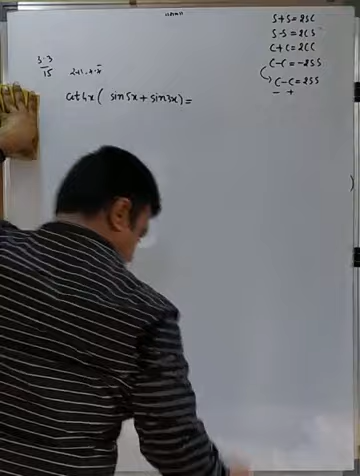 S+S=2SC
S-S=2CS
C+C=2CC
C-C=-2SS
C-C=2SS
- +
3.3
15
cot4x ( sin5x + sin3x ) =